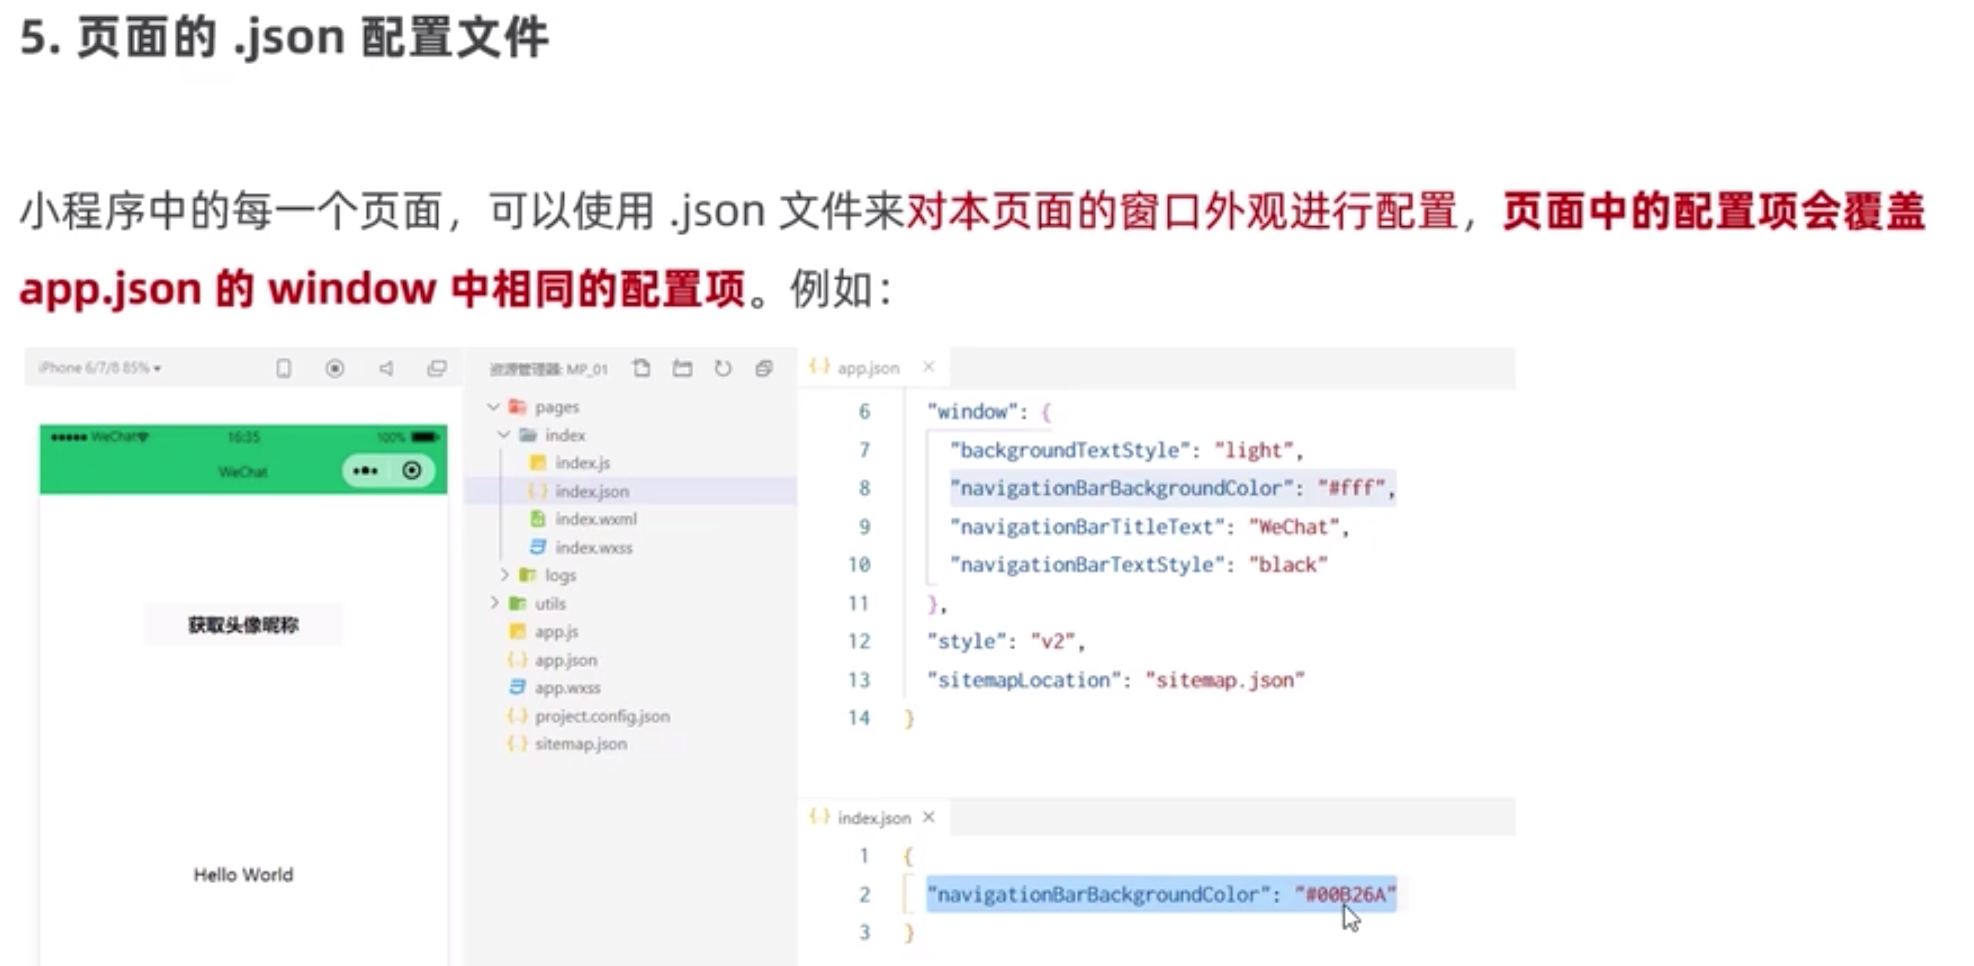 5. 页面的 .json 配置文件
小程序中的每一个页面，可以使用 .json 文件来对本页面的窗口外观进行配置，页面中的配置项会覆盖
app.json 的 window 中相同的配置项。例如：
iPhone 6/7/8 85%
WeChat
16:35
100%
WeChat
获取头像昵称
Hello World
资源管理器: MP_01
pages
index
index.js
index.json
index.wxml
index.wxss
logs
utils
app.js
app.json
app.wxss
project.config.json
sitemap.json
app.json
6 "window": {
7 "backgroundTextStyle": "light",
8 "navigationBarBackgroundColor": "#fff",
9 "navigationBarTitleText": "WeChat",
10 "navigationBarTextStyle": "black"
11 },
12 "style": "v2",
13 "sitemapLocation": "sitemap.json"
14 }
index.json
1 {
2 "navigationBarBackgroundColor": "#00B26A"
3 }